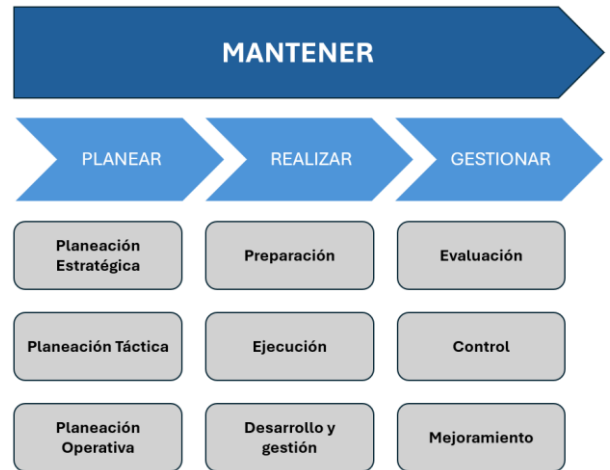 MANTENER
PLANEAR
REALIZAR
GESTIONAR
Planeación
Estratégica
Preparación
Evaluación
Planeación Táctica
Ejecución
Control
Planeación
Operativa
Desarrollo y
gestión
Mejoramiento